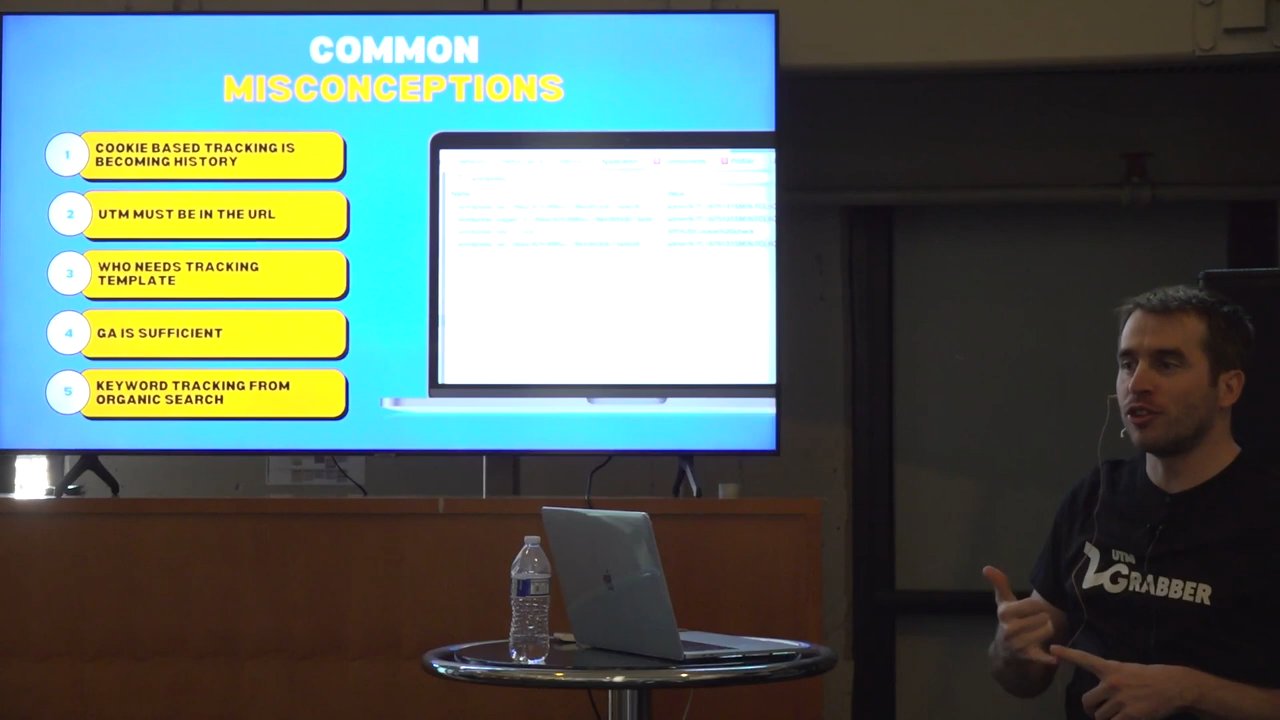 COMMON
MISCONCEPTIONS
1
COOKIE BASED TRACKING IS
BECOMING HISTORY
2
UTM MUST BE IN THE URL
3
WHO NEEDS TRACKING
TEMPLATE
4
GA IS SUFFICIENT
5
KEYWORD TRACKING FROM
ORGANIC SEARCH
UTM
GRABBER